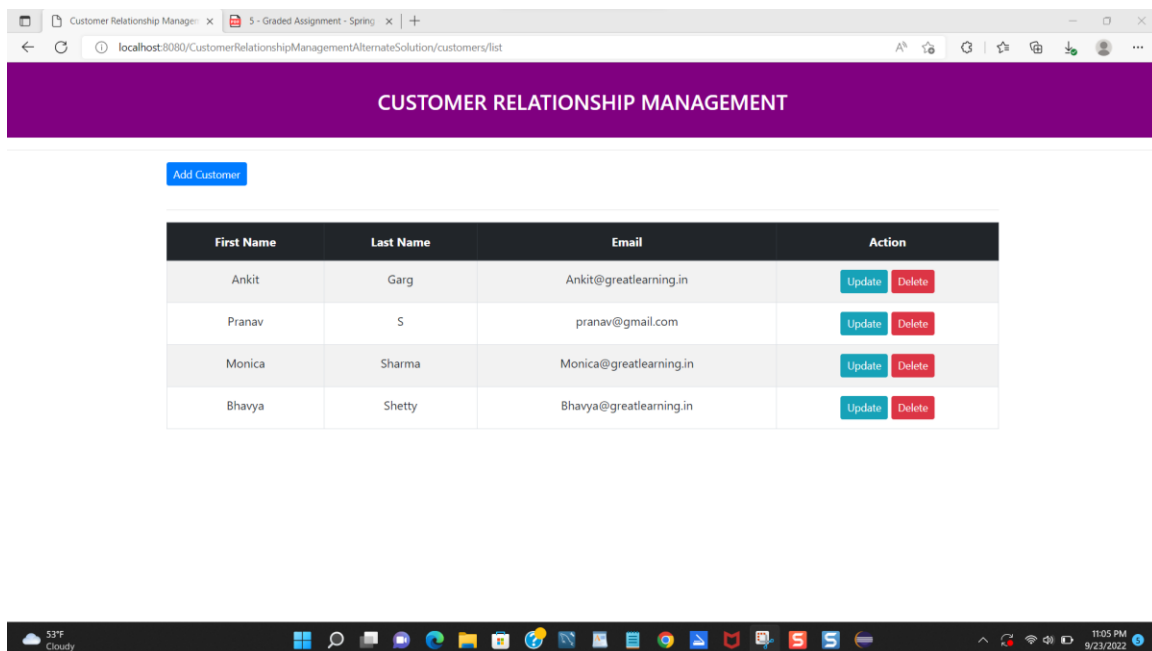 Customer Relationship Manager
5 - Graded Assignment - Spring
localhost:8080/CustomerRelationshipManagementAlternateSolution/customers/list
CUSTOMER RELATIONSHIP MANAGEMENT
Add Customer
First Name Last Name Email Action
Ankit Garg Ankit@greatlearning.in Update Delete
Pranav S pranav@gmail.com Update Delete
Monica Sharma Monica@greatlearning.in Update Delete
Bhavya Shetty Bhavya@greatlearning.in Update Delete
53°F
Cloudy
11:05 PM
9/23/2022
5